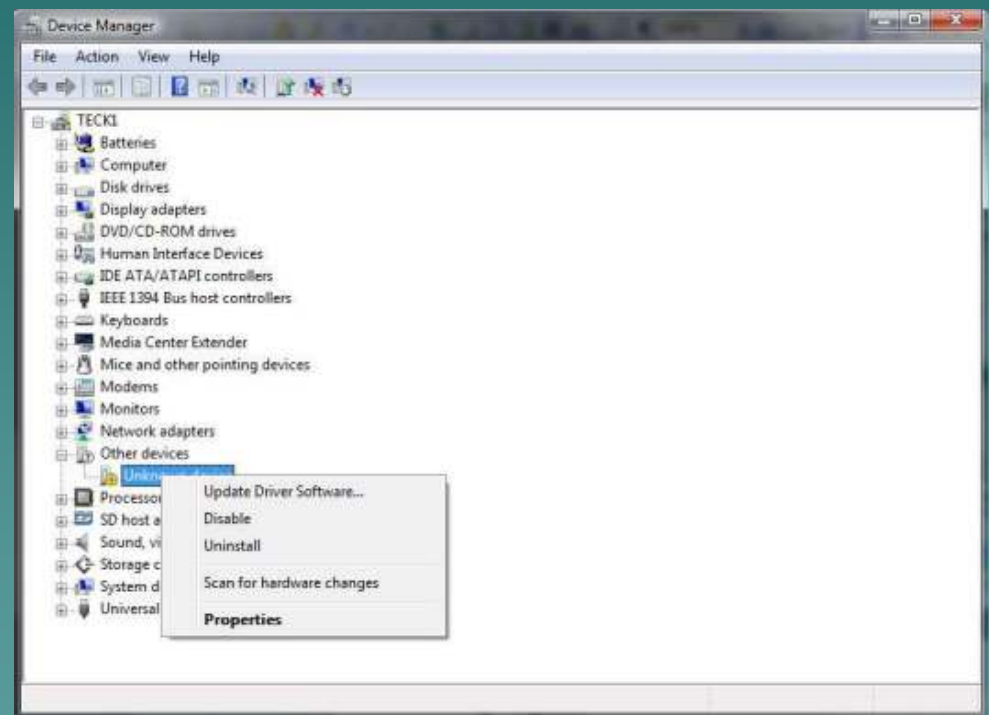 Device Manager
File Action View Help
TECK1
Batteries
Computer
Disk drives
Display adapters
DVD/CD-ROM drives
Human Interface Devices
IDE ATA/ATAPI controllers
IEEE 1394 Bus host controllers
Keyboards
Media Center Extender
Mice and other pointing devices
Modems
Monitors
Network adapters
Other devices
Processor
SD host a
Sound, vi
Storage c
System d
Universal
Update Driver Software...
Disable
Uninstall
Scan for hardware changes
Properties